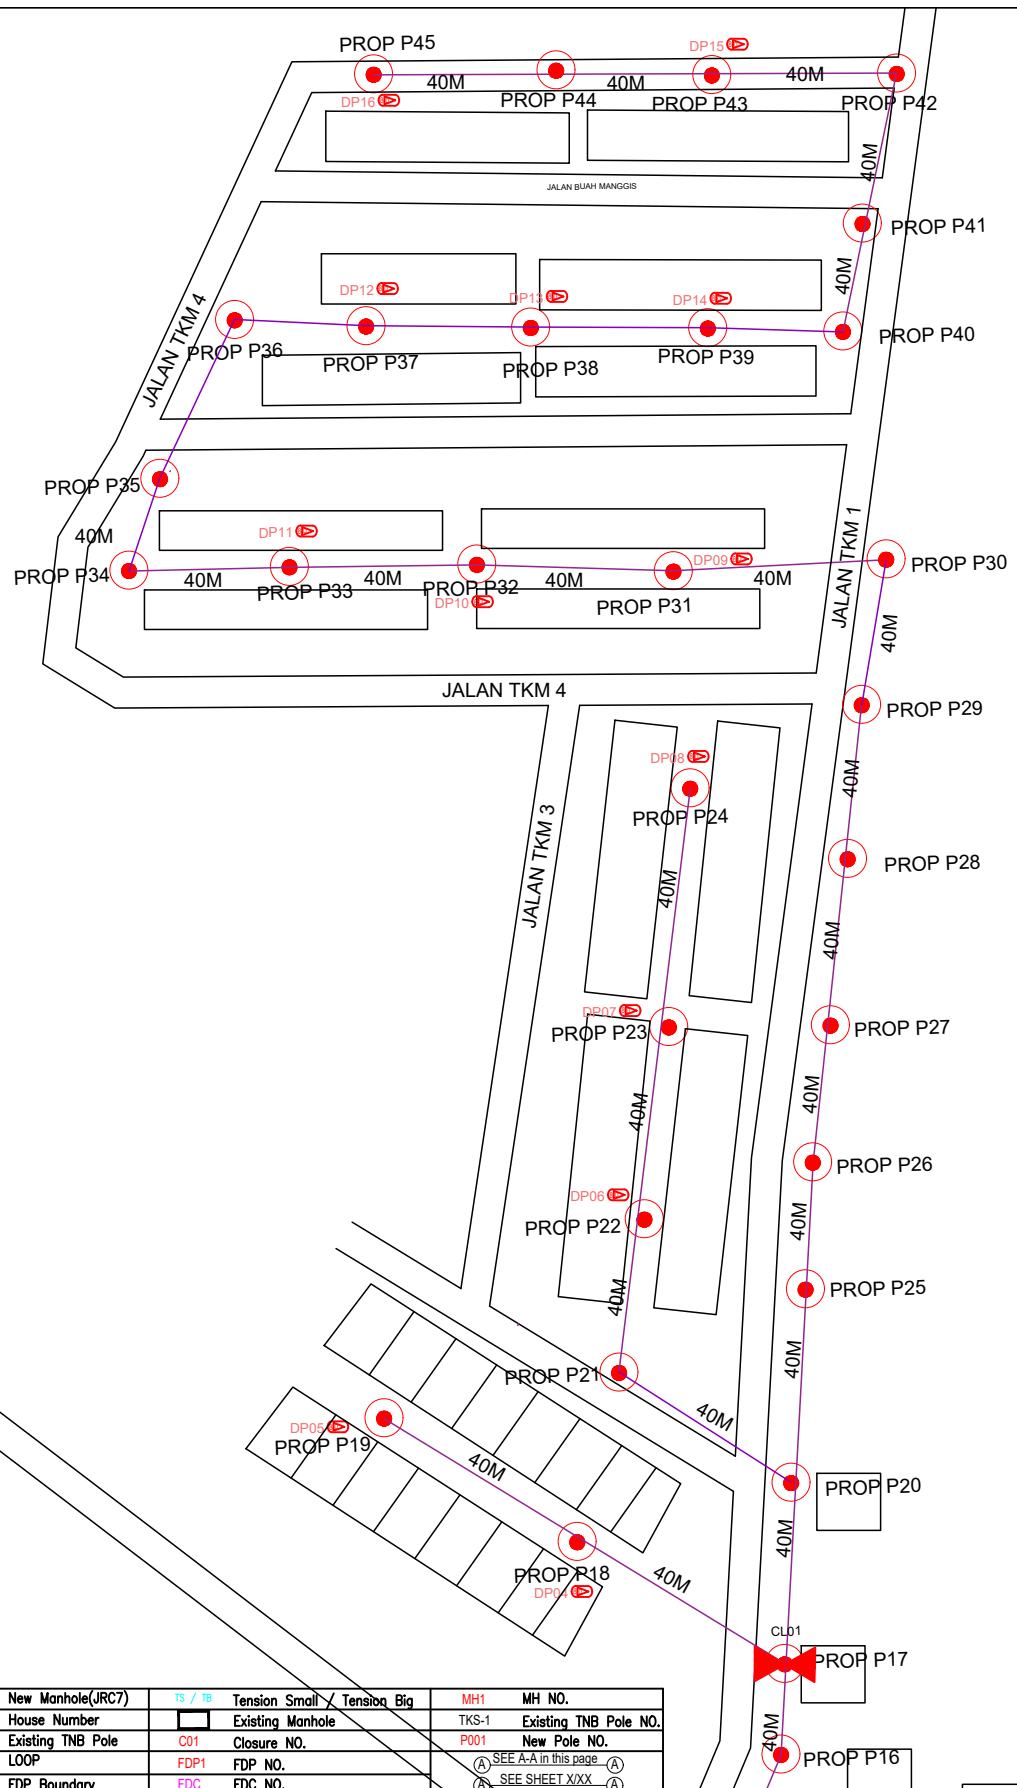 PROP P45
DP15
40M
40M
40M
DP16
PROP P44
PROP P43
PROP P42
40M
JALAN BUAH MANGGIS
PROP P41
40M
DP12
DP13
DP14
JALAN TKM 4
PROP P36
PROP P37
PROP P38
PROP P39
PROP P40
PROP P35
40M
DP11
DP09
JALAN TKM 1
PROP P30
PROP P34
40M
40M
40M
40M
PROP P33
PROP P32
DP10
PROP P31
40M
JALAN TKM 4
PROP P29
DP08
40M
PROP P24
JALAN TKM 3
40M
PROP P28
40M
DP07
PROP P23
PROP P27
40M
40M
PROP P26
DP06
PROP P22
40M
40M
PROP P25
40M
PROP P21
40M
DP05
PROP P19
40M
PROP P20
40M
PROP P18
40M
DP04
CL01
PROP P17
40M
PROP P16
New Manhole(JRC7) TS / TB Tension Small / Tension Big MH1 MH NO.
House Number Existing Manhole TKS-1 Existing TNB Pole NO.
Existing TNB Pole C01 Closure NO. P001 New Pole NO.
LOOP FDP1 FDP NO. A SEE A-A in this page A
FDP Boundary FDC FDC NO. A SEE SHEET X/XX A